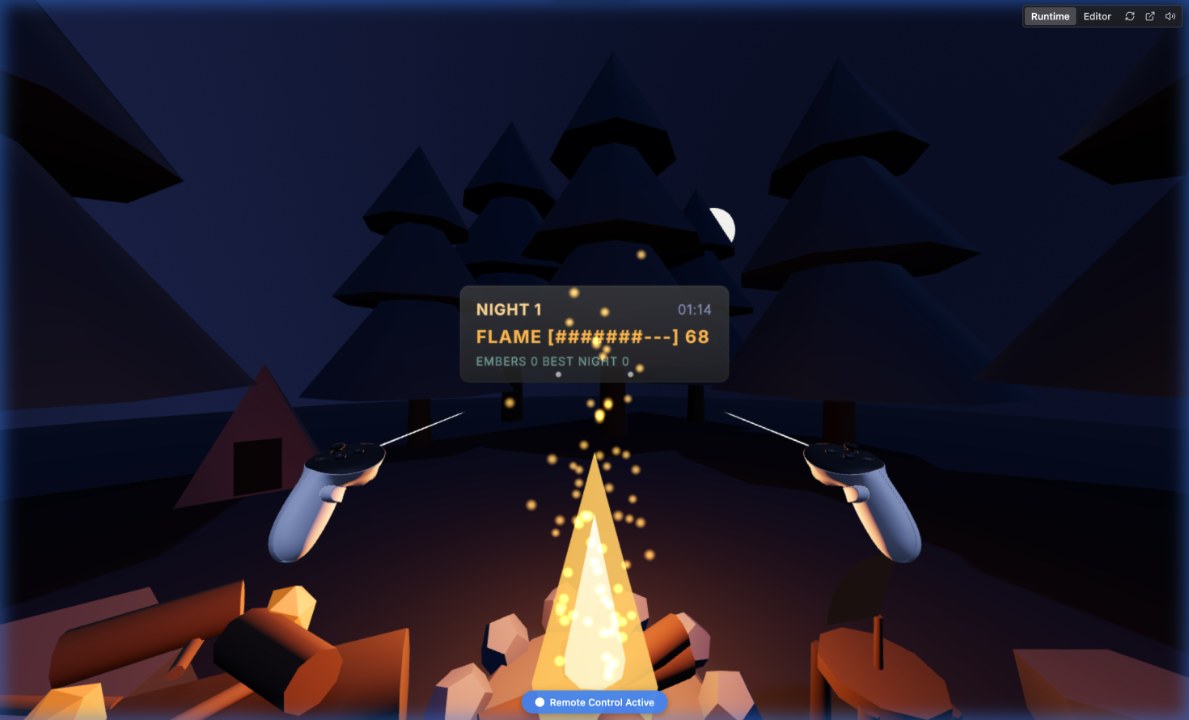 Runtime Editor
NIGHT 1 01:14
FLAME [#######---] 68
EMBERS 0 BEST NIGHT 0
Remote Control Active